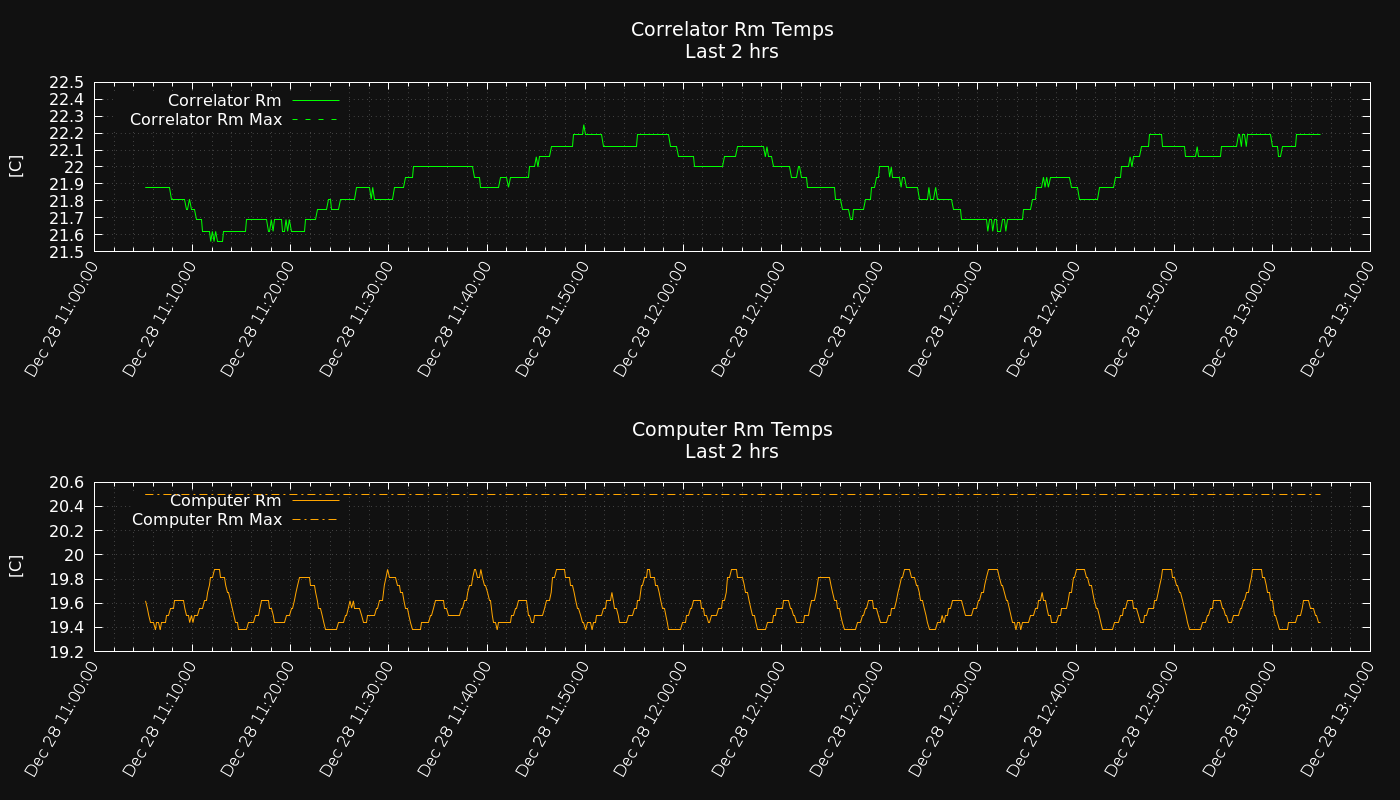 Correlator Rm Temps
Last 2 hrs
[C]
22.5
22.4
22.3
22.2
22.1
22
21.9
21.8
21.7
21.6
21.5
Correlator Rm
Correlator Rm Max
Dec 28 11:00:00
Dec 28 11:10:00
Dec 28 11:20:00
Dec 28 11:30:00
Dec 28 11:40:00
Dec 28 11:50:00
Dec 28 12:00:00
Dec 28 12:10:00
Dec 28 12:20:00
Dec 28 12:30:00
Dec 28 12:40:00
Dec 28 12:50:00
Dec 28 13:00:00
Dec 28 13:10:00
Computer Rm Temps
Last 2 hrs
[C]
20.6
20.4
20.2
20
19.8
19.6
19.4
19.2
Computer Rm
Computer Rm Max
Dec 28 11:00:00
Dec 28 11:10:00
Dec 28 11:20:00
Dec 28 11:30:00
Dec 28 11:40:00
Dec 28 11:50:00
Dec 28 12:00:00
Dec 28 12:10:00
Dec 28 12:20:00
Dec 28 12:30:00
Dec 28 12:40:00
Dec 28 12:50:00
Dec 28 13:00:00
Dec 28 13:10:00